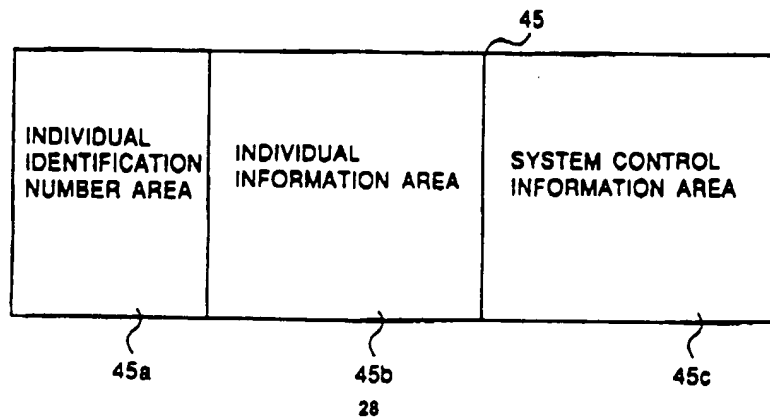 45
INDIVIDUAL
IDENTIFICATION
NUMBER AREA
INDIVIDUAL
INFORMATION AREA
SYSTEM CONTROL
INFORMATION AREA
45a
45b
45c
28